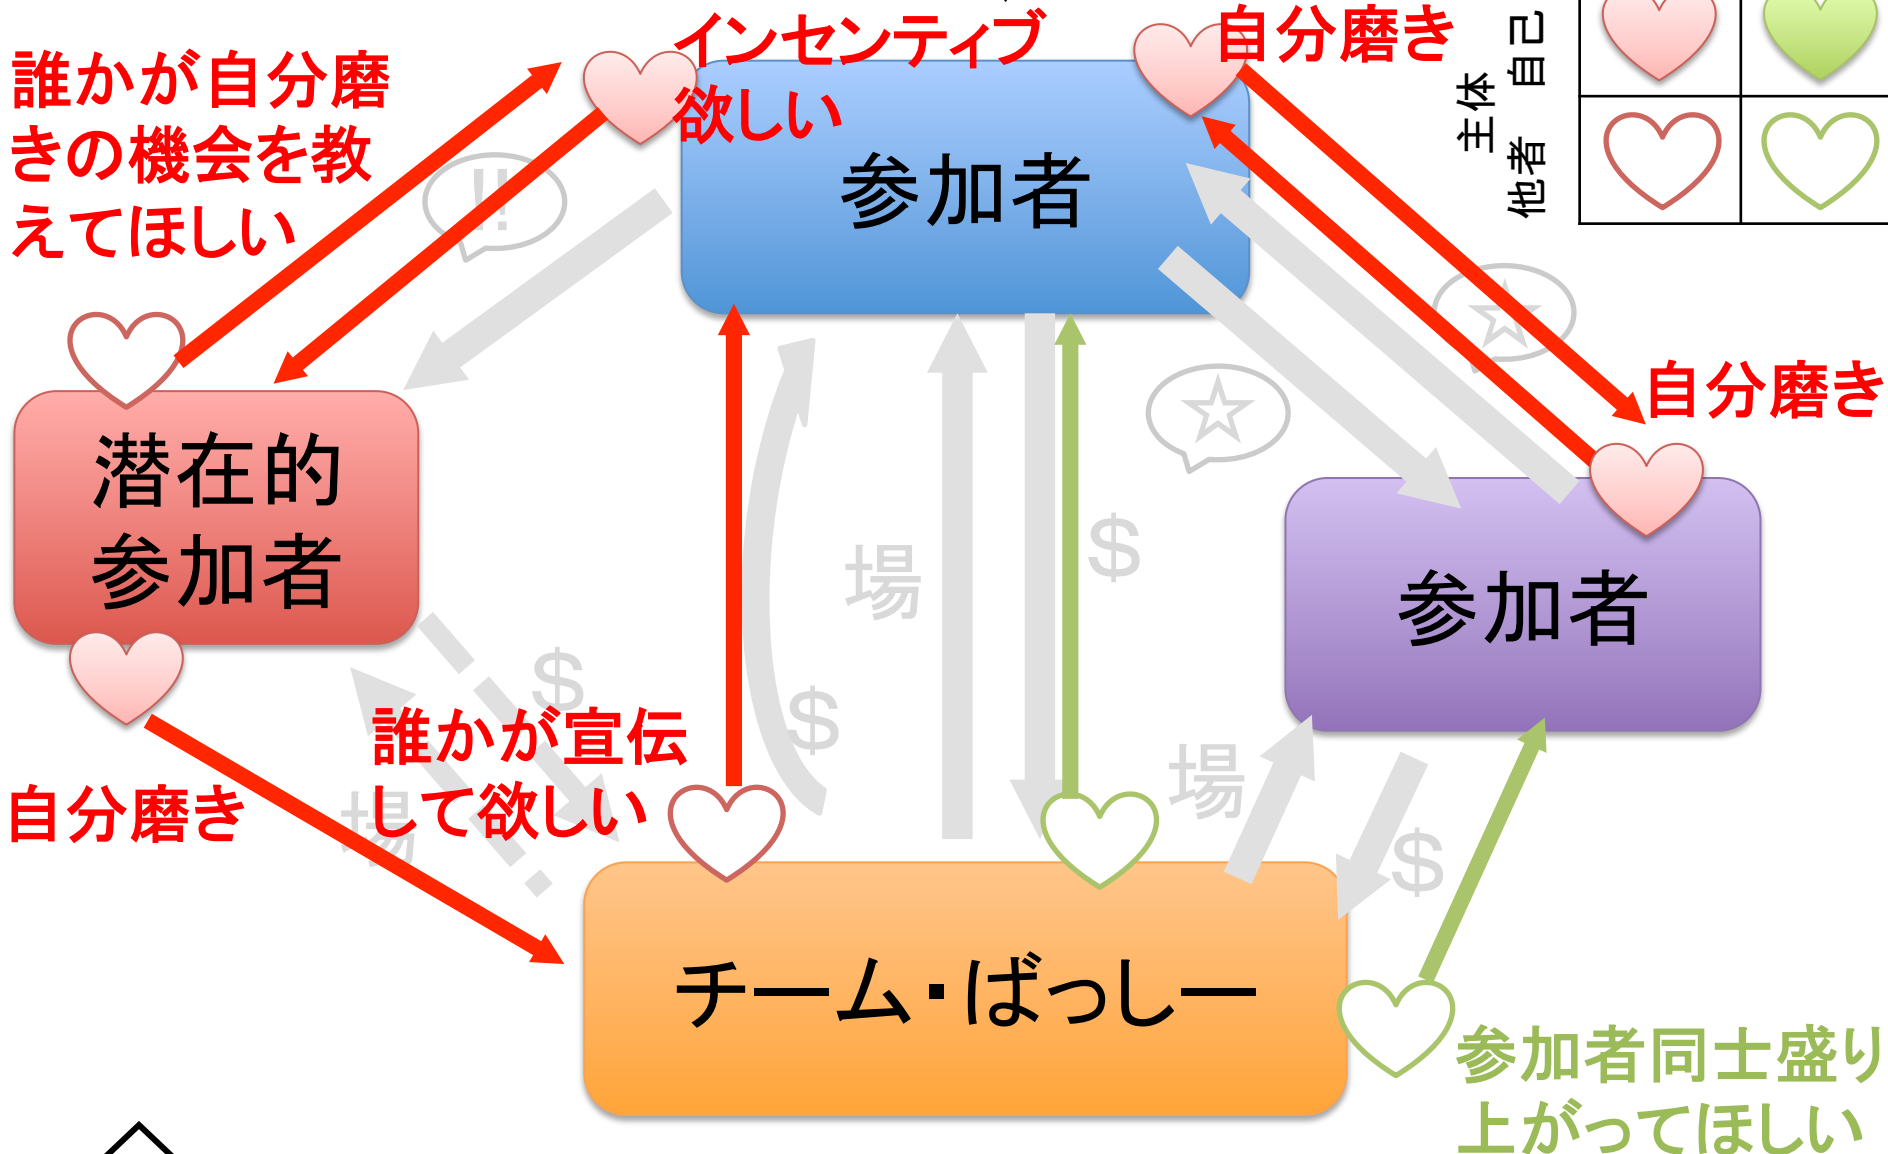 インセンティブ
欲しい
自分磨き
主体
自己
他者
誰かが自分磨
きの機会を教
えてほしい
!!
参加者
自分磨き
潜在的
参加者
場
$
参加者
$
$
誰かが宣伝
して欲しい
自分磨き
場
場
$
チーム・ばっしー
参加者同士盛り
上がってほしい